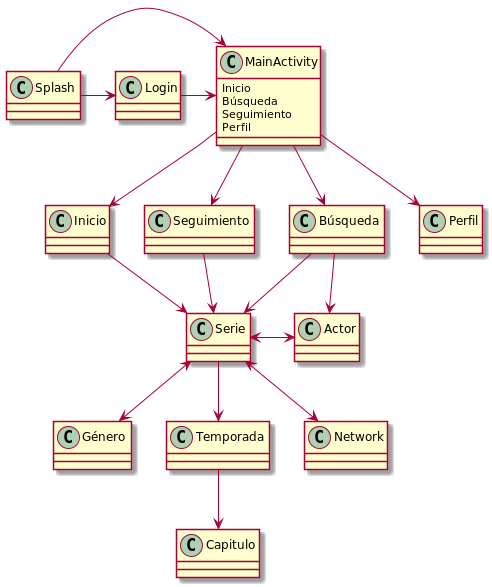 C MainActivity
Inicio
Búsqueda
Seguimiento
Perfil
C Splash
C Login
C Inicio
C Seguimiento
C Búsqueda
C Perfil
C Serie
C Actor
C Género
C Temporada
C Network
C Capitulo